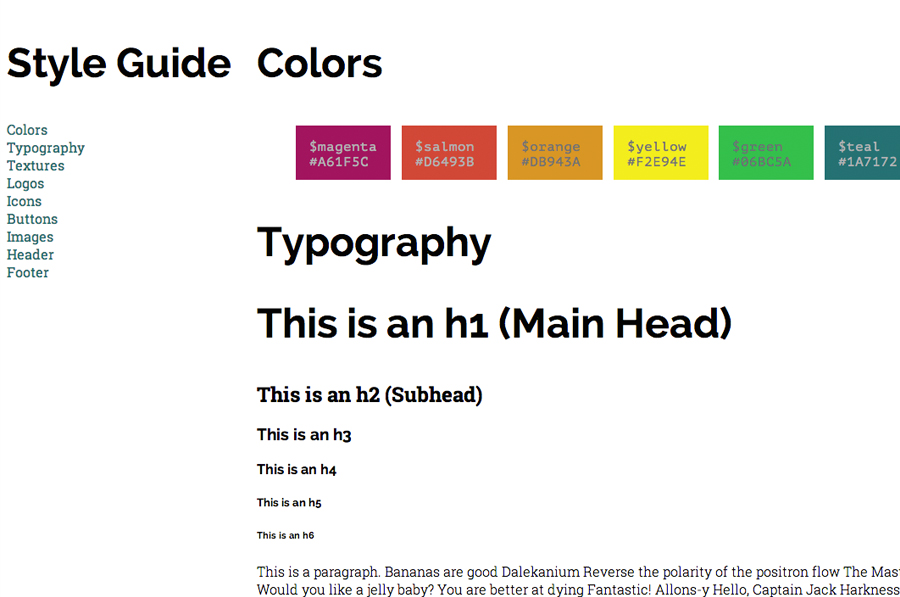 Style Guide
Colors
Typography
Textures
Logos
Icons
Buttons
Images
Header
Footer
Colors
$magenta
#A61F5C
$salmon
#D6493B
$orange
#DB943A
$yellow
#F2E94E
$green
#06BC5A
$teal
#1A7172
Typography
This is an h1 (Main Head)
This is an h2 (Subhead)
This is an h3
This is an h4
This is an h5
This is an h6
This is a paragraph. Bananas are good Dalekanium Reverse the polarity of the positron flow The
Would you like a jelly baby? You are better at dying Fantastic! Allons-y Hello, Captain Jack Harkness